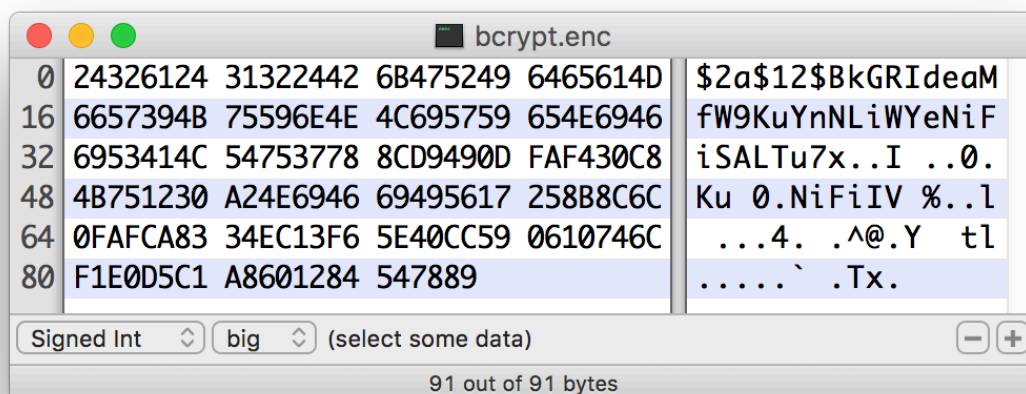 bcrypt.enc
0 24326124 31322442 6B475249 6465614D $2a$12$BkGRIdeaM
16 6657394B 75596E4E 4C695759 654E6946 fW9KuYnNLiWYeNiF
32 6953414C 54753778 8CD9490D FAF430C8 iSALTu7x..I ..0.
48 4B751230 A24E6946 69495617 258B8C6C Ku 0.NiFiIV %..l
64 0FAFCA83 34EC13F6 5E40CC59 0610746C ...4. .^@.Y tl
80 F1E0D5C1 A8601284 547889 .....` .Tx.
Signed Int big (select some data)
91 out of 91 bytes